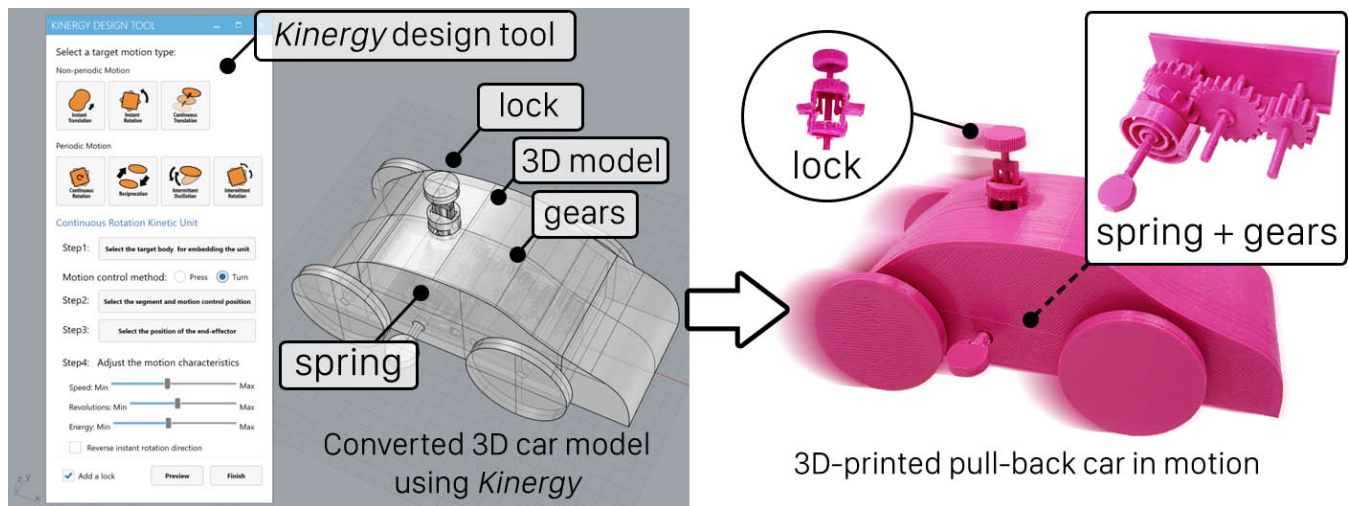 KINERGY DESIGN TOOL
Select a target motion type:
Non-periodic Motion
Instant
Translation
Instant
Rotation
Continuous
Translation
Periodic Motion
Continuous
Rotation
Reciprocation
Intermittent
Oscillation
Intermittent
Rotation
Continuous Rotation Kinetic Unit
Step1: Select the target body for embedding the unit
Motion control method: Press Turn
Step2: Select the segment and motion control position
Step3: Select the position of the end-effector
Step4: Adjust the motion characteristics
Speed: Min Max
Revolutions: Min Max
Energy: Min Max
Reverse instant rotation direction
Add a lock Preview Finish
z y
x
Kinergy design tool
lock
3D model
gears
spring
Converted 3D car model
using Kinergy
lock
spring + gears
3D-printed pull-back car in motion